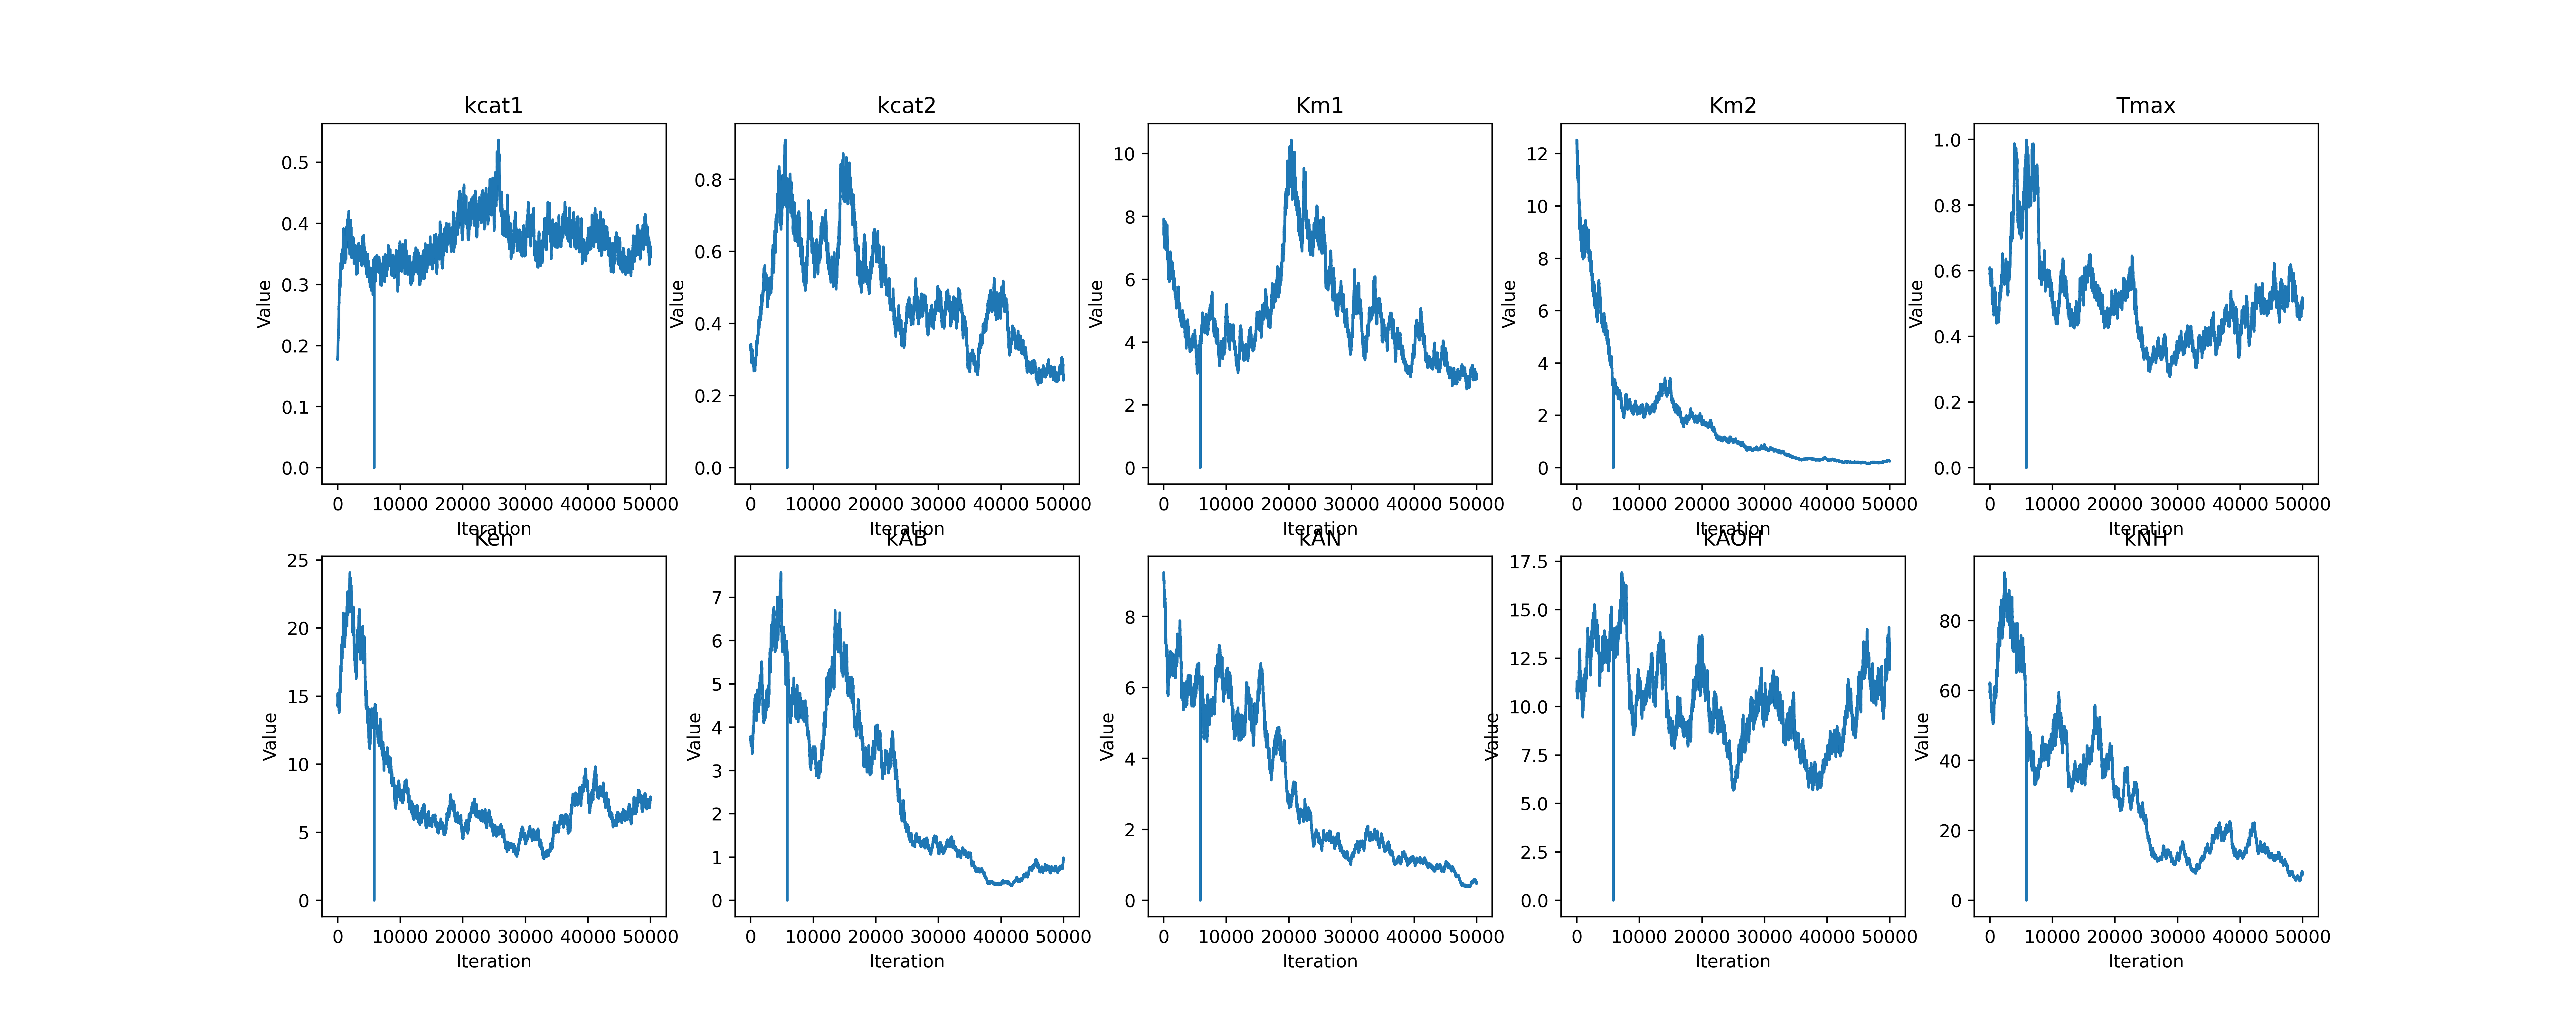 kcat1 kcat2 Km1 Km2 Tmax
0.5 0.8 10 12 1.0
0.4 0.6 8 10 0.8
0.3 0.4 6 8 0.6
0.2 0.2 4 6 0.4
0.1 0.0 2 4 0.2
0.0 0 2 0.0
0
Value Value Value Value Value
0 10000 20000 30000 40000 50000 0 10000 20000 30000 40000 50000 0 10000 20000 30000 40000 50000 0 10000 20000 30000 40000 50000 0 10000 20000 30000 40000 50000
Iteration Iteration Iteration Iteration Iteration
Ken kAB kAN kAOH kNH
25 7 8 17.5 80
20 6 6 15.0 60
15 5 4 12.5 40
10 4 2 10.0 20
5 3 0 7.5 0
0 2 5.0
1 2.5
0 0.0
Value Value Value Value Value
0 10000 20000 30000 40000 50000 0 10000 20000 30000 40000 50000 0 10000 20000 30000 40000 50000 0 10000 20000 30000 40000 50000 0 10000 20000 30000 40000 50000
Iteration Iteration Iteration Iteration Iteration